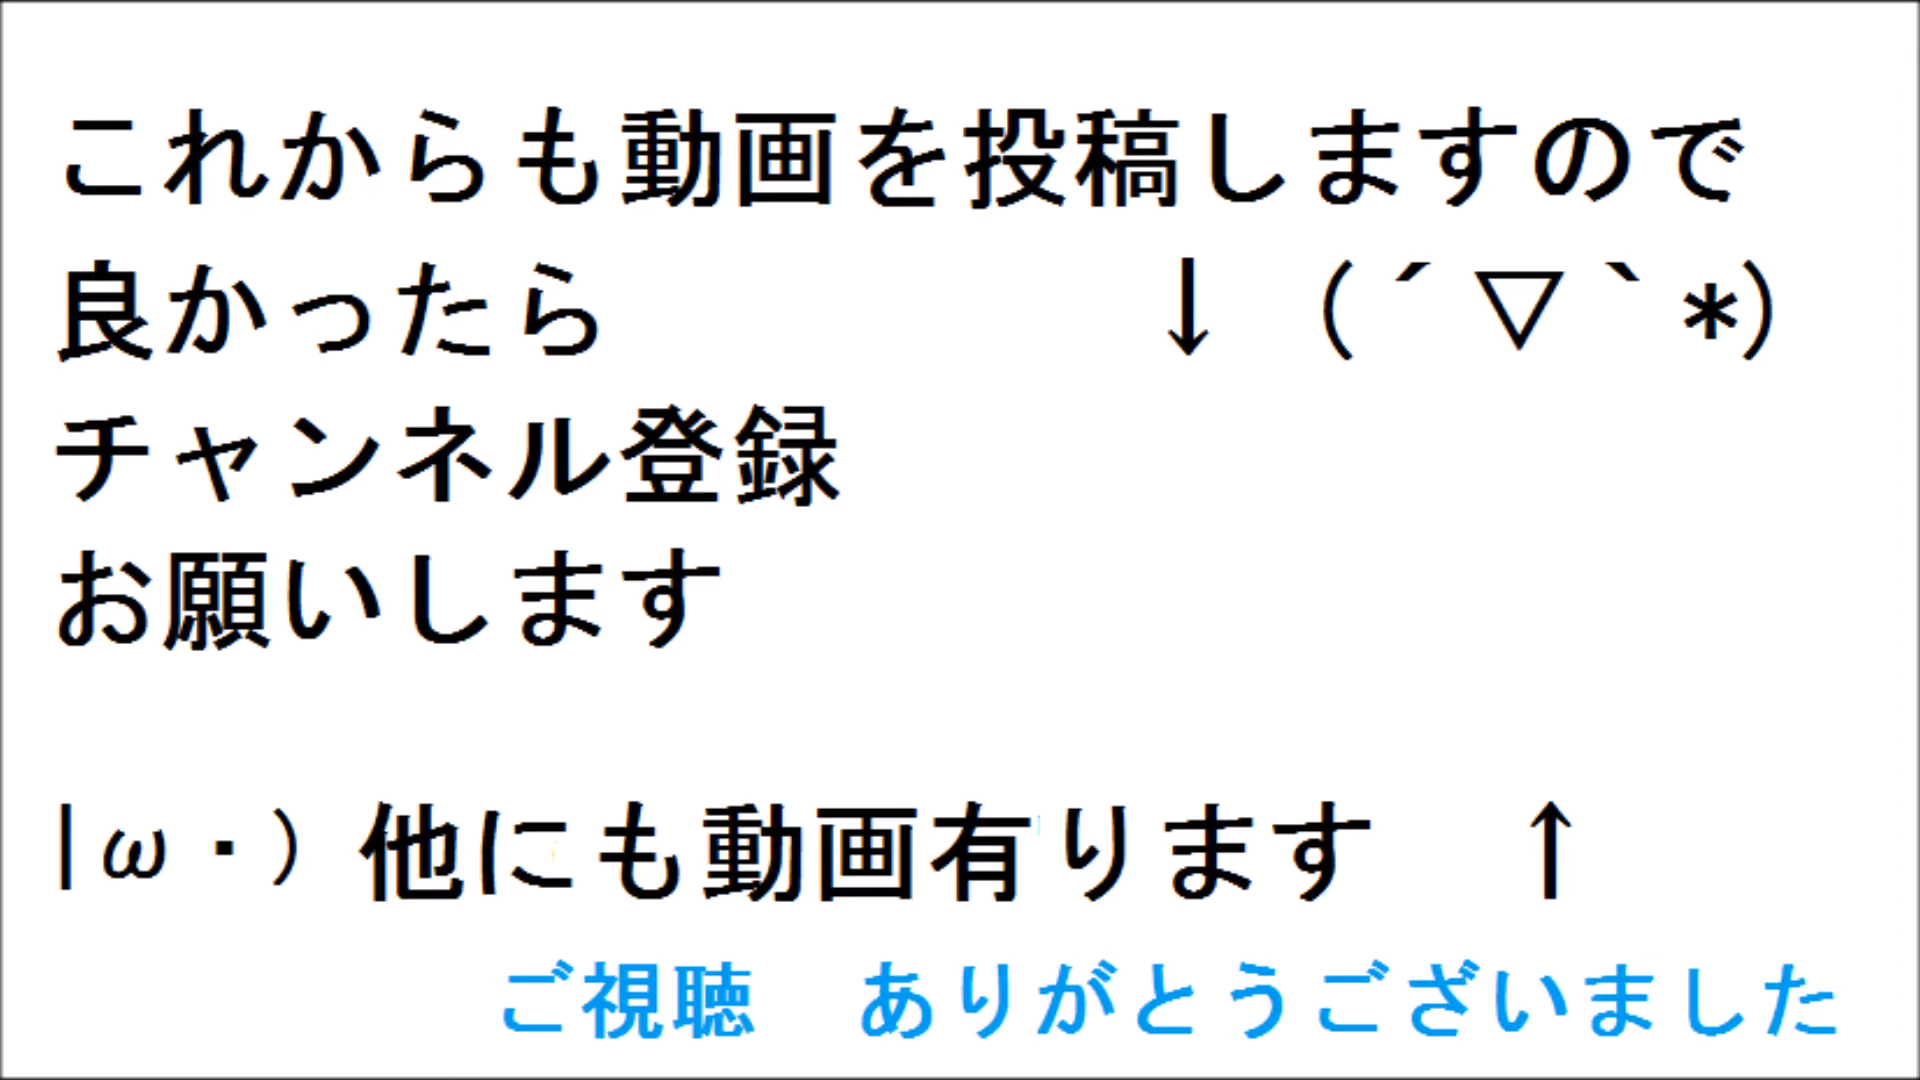 これからも動画を投稿しますので
良かったら　　　　　↓　(´▽｀*)
チャンネル登録
お願いします
|ω・) 他にも動画有ります　↑
ご視聴　ありがとうございました